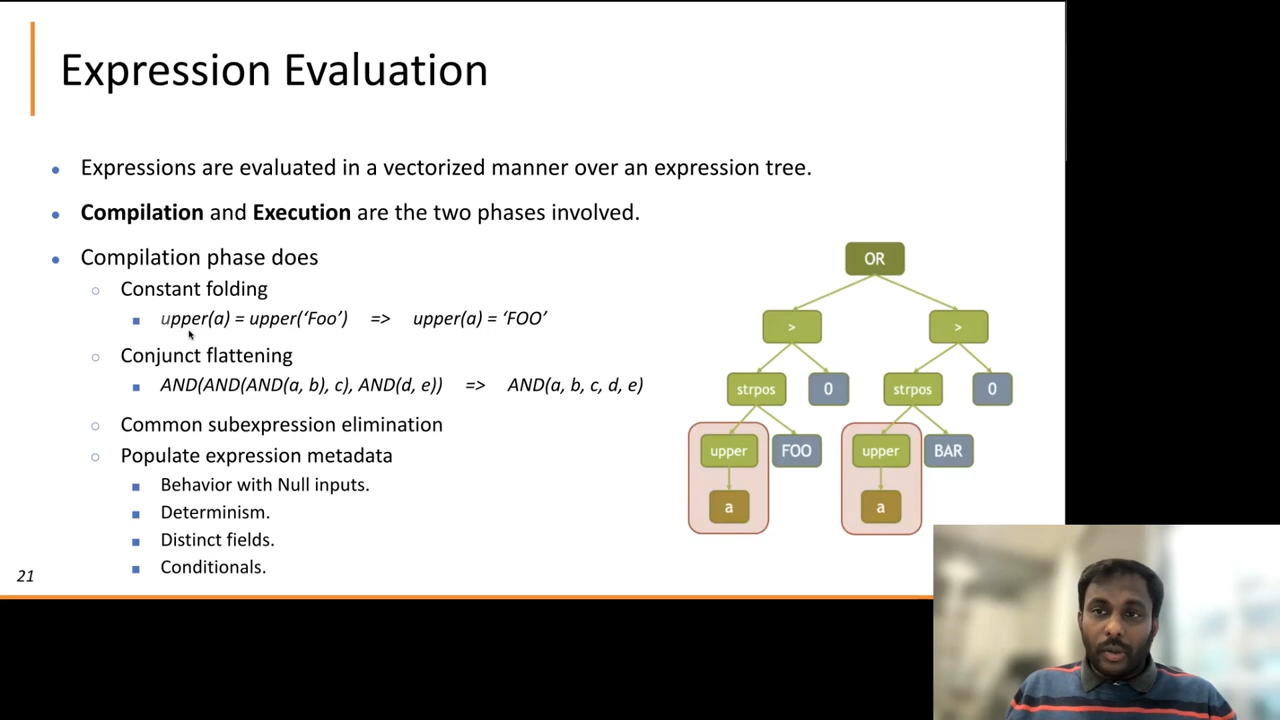 Expression Evaluation
Expressions are evaluated in a vectorized manner over an expression tree.
Compilation and Execution are the two phases involved.
Compilation phase does
Constant folding
upper(a) = upper(‘Foo’) => upper(a) = ‘FOO’
Conjunct flattening
AND(AND(AND(a, b), c), AND(d, e)) => AND(a, b, c, d, e)
Common subexpression elimination
Populate expression metadata
Behavior with Null inputs.
Determinism.
Distinct fields.
Conditionals.
21
OR
> >
strpos 0 strpos 0
upper FOO upper BAR
a a